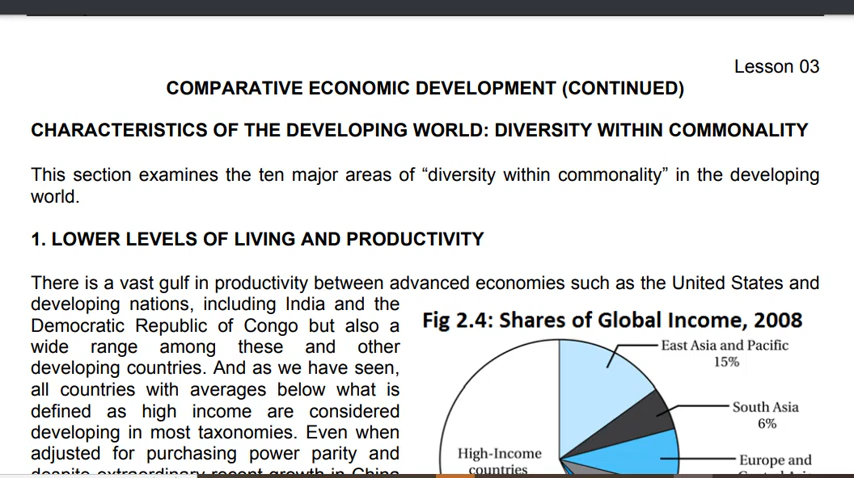 Lesson 03
COMPARATIVE ECONOMIC DEVELOPMENT (CONTINUED)
CHARACTERISTICS OF THE DEVELOPING WORLD: DIVERSITY WITHIN COMMONALITY
This section examines the ten major areas of “diversity within commonality” in the developing
world.
1. LOWER LEVELS OF LIVING AND PRODUCTIVITY
There is a vast gulf in productivity between advanced economies such as the United States and
developing nations, including India and the
Democratic Republic of Congo but also a
wide range among these and other
developing countries. And as we have seen,
all countries with averages below what is
defined as high income are considered
developing in most taxonomies. Even when
adjusted for purchasing power parity and
despite extraordinary recent growth in China
Fig 2.4: Shares of Global Income, 2008
East Asia and Pacific
15%
South Asia
6%
Europe and
High-Income
countries